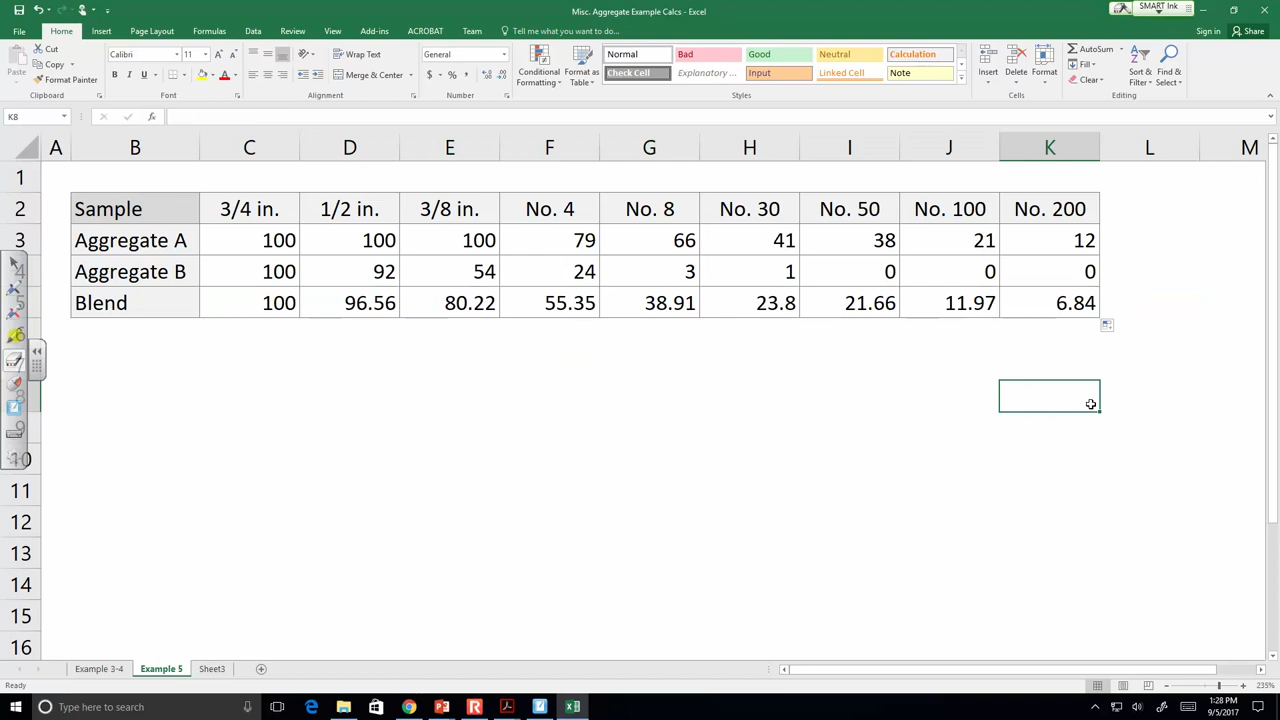 Misc. Aggregate Example Calcs - Excel
SMART Ink
File Home Insert Page Layout Formulas Data Review View Add-ins ACROBAT Team Tell me what you want to do... Sign in Share
Paste Cut Copy Format Painter Clipboard
Calibri 11 B I U A A A Font
Wrap Text Merge & Center Alignment
General $ % , Number
Conditional Formatting Format as Table
Normal Bad Good Neutral Calculation
Check Cell Explanatory ... Input Linked Cell Note
Styles
Insert Delete Format Cells
AutoSum Fill Clear Sort & Filter Find & Select Editing
K8 fx
A B C D E F G H I J K L M
1
2 Sample 3/4 in. 1/2 in. 3/8 in. No. 4 No. 8 No. 30 No. 50 No. 100 No. 200
3 Aggregate A 100 100 100 79 66 41 38 21 12
4 Aggregate B 100 92 54 24 3 1 0 0 0
5 Blend 100 96.56 80.22 55.35 38.91 23.8 21.66 11.97 6.84
6
8
9
10
11
12
13
14
15
16
Example 3-4 Example 5 Sheet3
Ready 235%
Type here to search 1:28 PM
9/5/2017